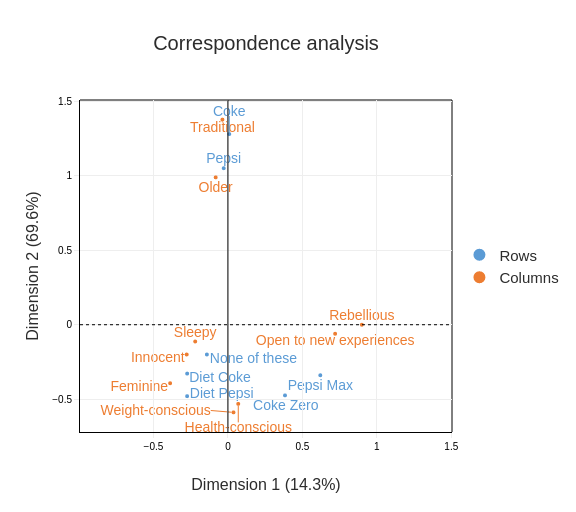 Correspondence analysis
1.5
Coke
Traditional
Pepsi
1
Older
0.5
Rebellious
0
Sleepy
Open to new experiences
Innocent
None of these
Diet Coke
Feminine
Pepsi Max
Diet Pepsi
−0.5
Coke Zero
Weight-conscious
Health-conscious
−0.5
0
0.5
1
1.5
Dimension 1 (14.3%)
Dimension 2 (69.6%)
Rows
Columns